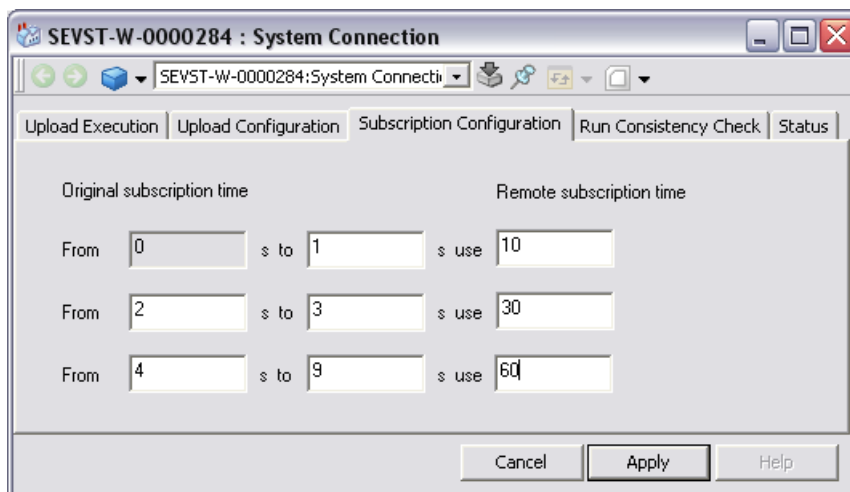 SEVST-W-0000284 : System Connection
SEVST-W-0000284:System Connecti
Upload Execution Upload Configuration Subscription Configuration Run Consistency Check Status
Original subscription time Remote subscription time
From 0 s to 1 s use 10
From 2 s to 3 s use 30
From 4 s to 9 s use 60
Cancel Apply Help